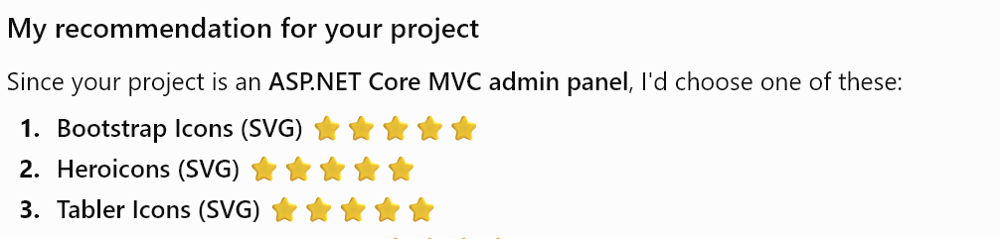 My recommendation for your project
Since your project is an ASP.NET Core MVC admin panel, I'd choose one of these:
1. Bootstrap Icons (SVG) ⭐⭐⭐⭐⭐
2. Heroicons (SVG) ⭐⭐⭐⭐⭐
3. Tabler Icons (SVG) ⭐⭐⭐⭐⭐